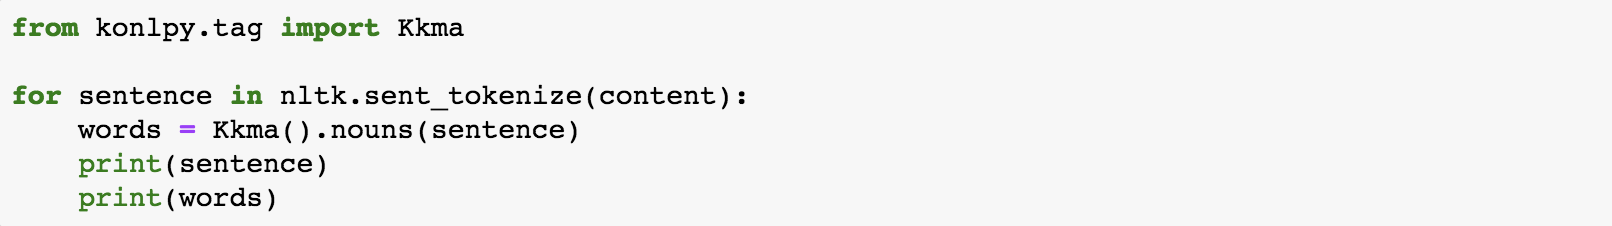 from konlpy.tag import Kkma

for sentence in nltk.sent_tokenize(content):
    words = Kkma().nouns(sentence)
    print(sentence)
    print(words)